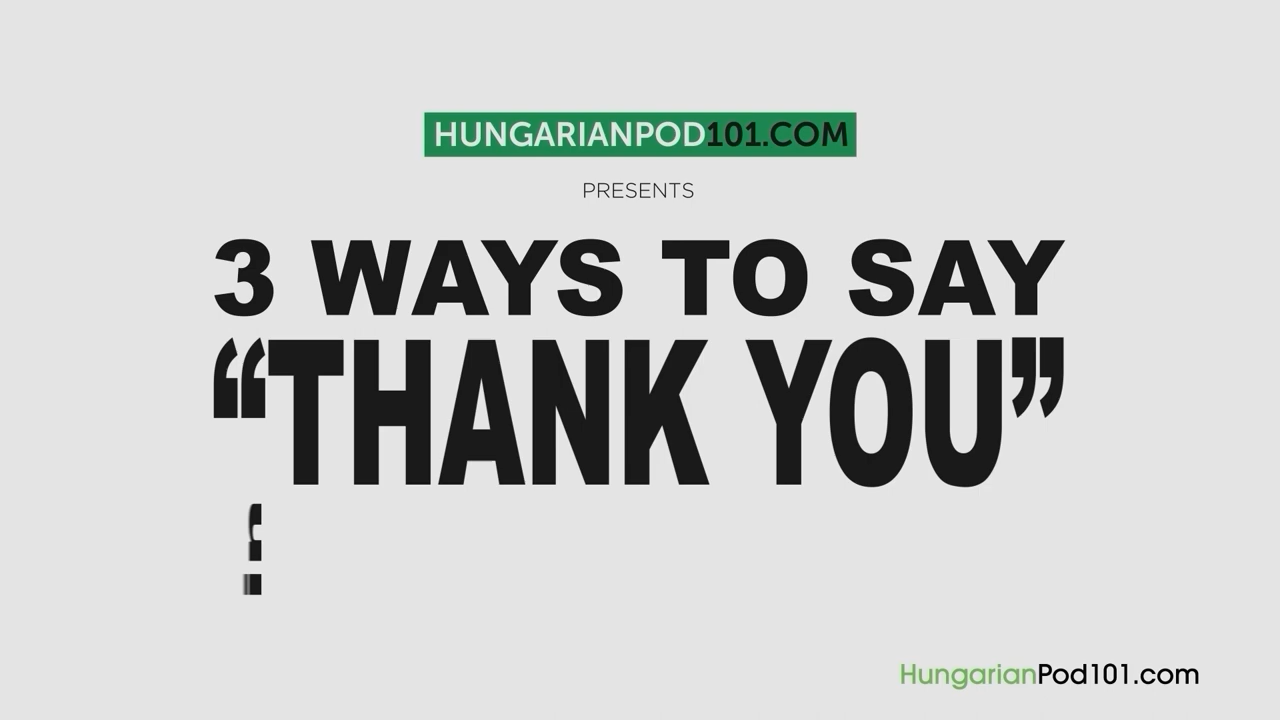 HUNGARIANPOD101.COM
PRESENTS
3 WAYS TO SAY
“THANK YOU”
HungarianPod101.com